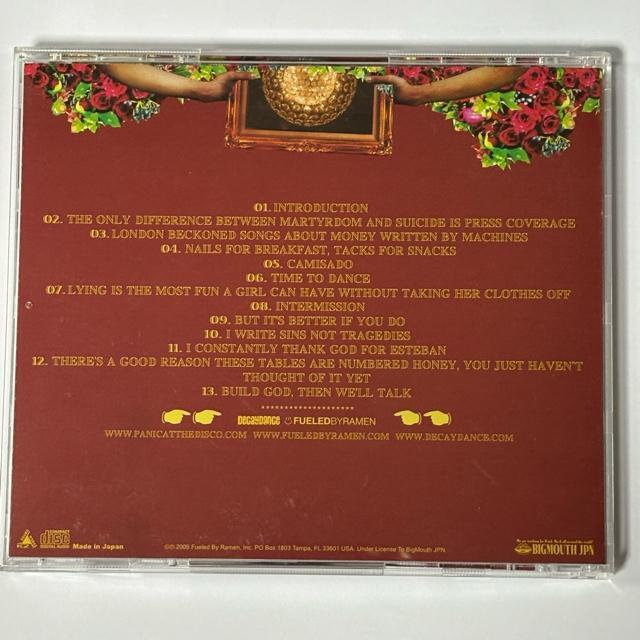 01. INTRODUCTION
02. THE ONLY DIFFERENCE BETWEEN MARTYRDOM AND SUICIDE IS PRESS COVERAGE
03. LONDON BECKONED SONGS ABOUT MONEY WRITTEN BY MACHINES
04. NAILS FOR BREAKFAST, TACKS FOR SNACKS
05. CAMISADO
06. TIME TO DANCE
07. LYING IS THE MOST FUN A GIRL CAN HAVE WITHOUT TAKING HER CLOTHES OFF
08. INTERMISSION
09. BUT IT'S BETTER IF YOU DO
10. I WRITE SINS NOT TRAGEDIES
11. I CONSTANTLY THANK GOD FOR ESTEBAN
12. THERE'S A GOOD REASON THESE TABLES ARE NUMBERED HONEY, YOU JUST HAVEN'T
THOUGHT OF IT YET
13. BUILD GOD, THEN WE'LL TALK
DECAYDANCE FUELEDBYRAMEN
WWW.PANICATTHEDISCO.COM WWW.FUELEDBYRAMEN.COM WWW.DECAYDANCE.COM
COMPACT
disc
DIGITAL AUDIO
Made in Japan
©℗ 2005 Fueled By Ramen, Inc. PO Box 1803 Tampa, FL 33601 USA. Under License To BigMouth JPN.
BIGMOUTH JPN